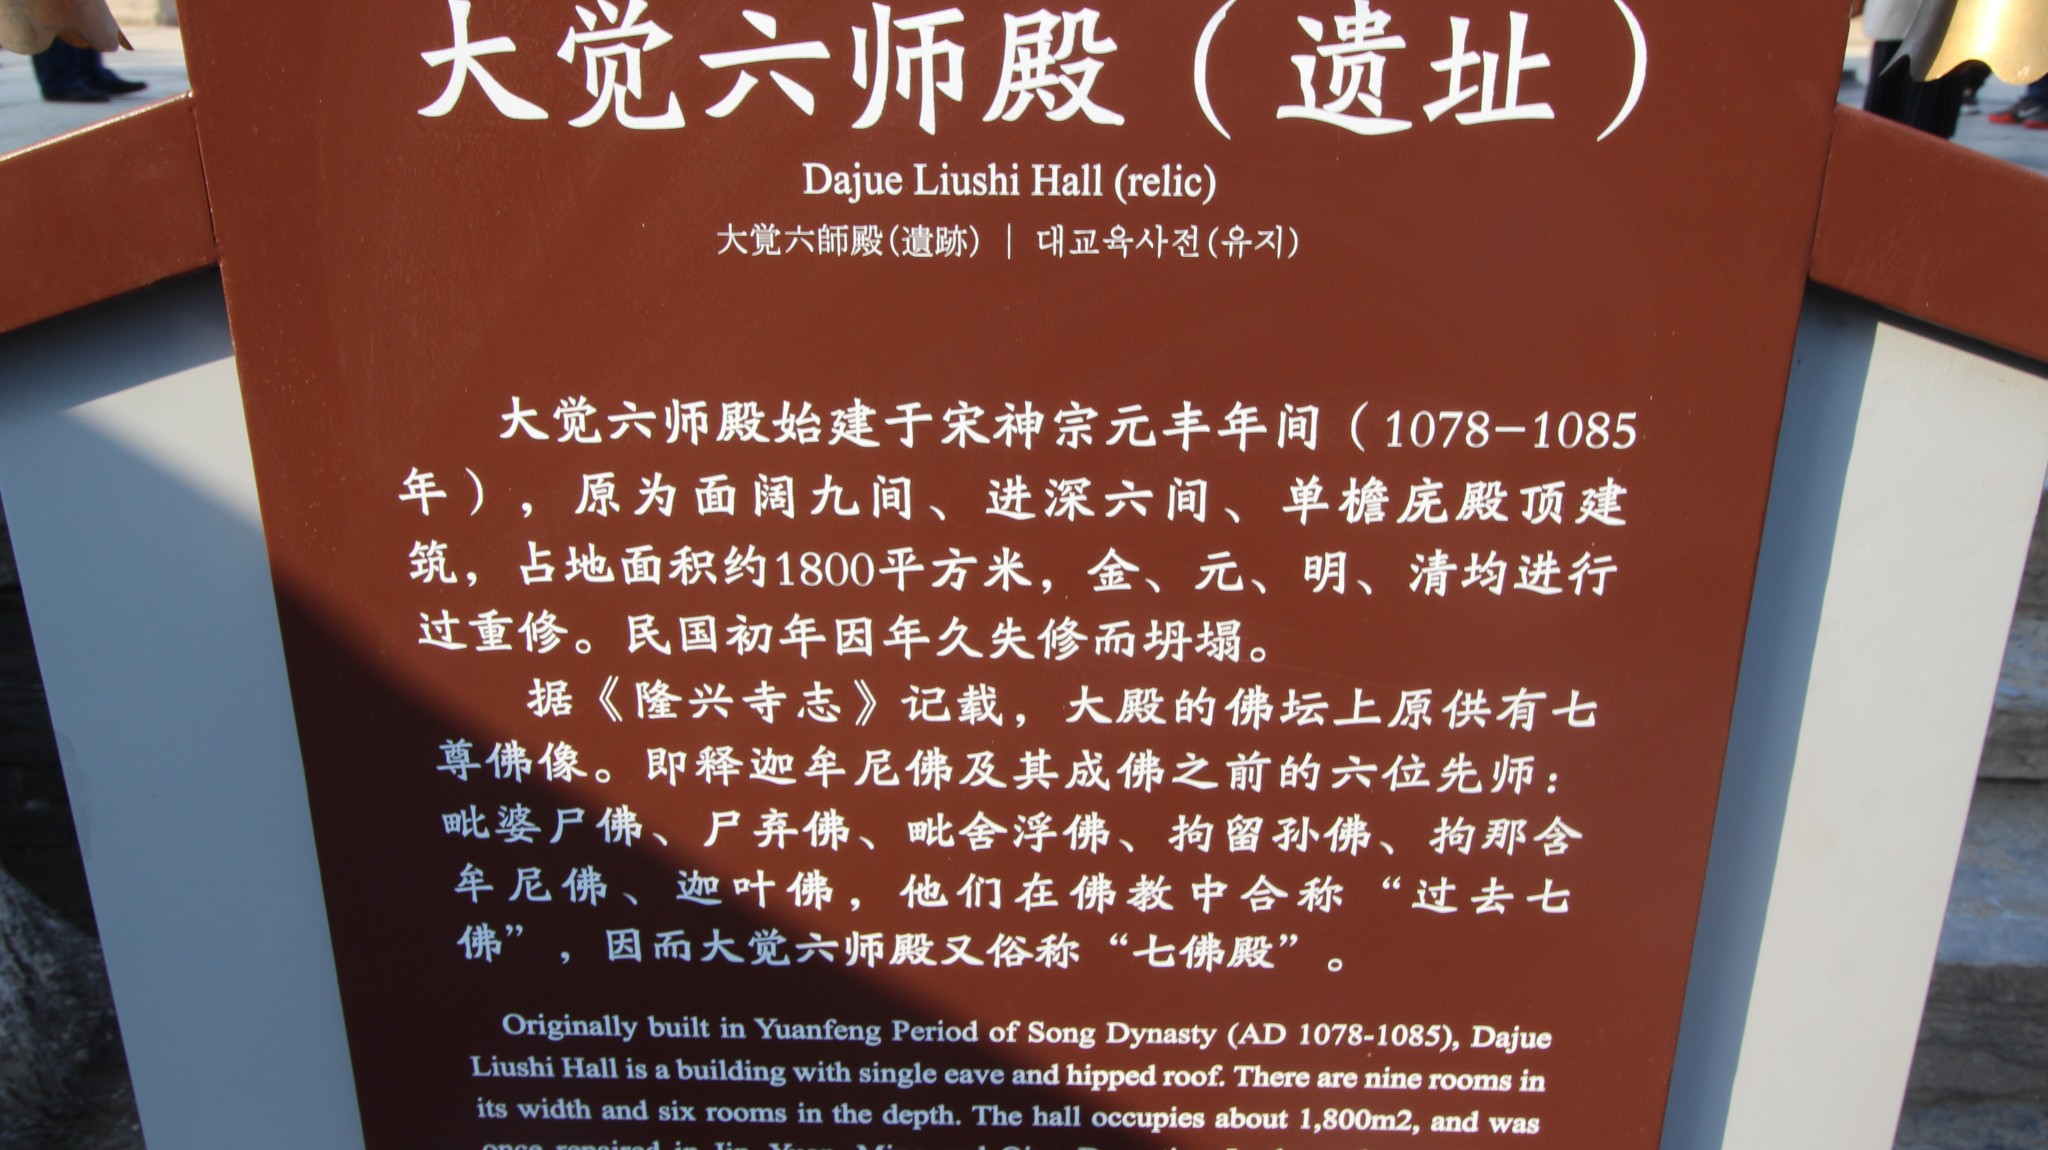 大觉六师殿（遗址）
Dajue Liushi Hall (relic)
大覚六師殿(遺跡) | 대교육사전(유지)
大觉六师殿始建于宋神宗元丰年间（1078-1085
年），原为面阔九间、进深六间、单檐庑殿顶建
筑，占地面积约1800平方米，金、元、明、清均进行
过重修。民国初年因年久失修而坍塌。
据《隆兴寺志》记载，大殿的佛坛上原供有七
尊佛像。即释迦牟尼佛及其成佛之前的六位先师：
毗婆尸佛、尸弃佛、毗舍浮佛、拘留孙佛、拘那含
牟尼佛、迦叶佛，他们在佛教中合称“过去七
佛”，因而大觉六师殿又俗称“七佛殿”。
Originally built in Yuanfeng Period of Song Dynasty (AD 1078-1085), Dajue
Liushi Hall is a building with single eave and hipped roof. There are nine rooms in
its width and six rooms in the depth. The hall occupies about 1,800m2, and was
once repaired in Jin, Yuan, Ming and Qing